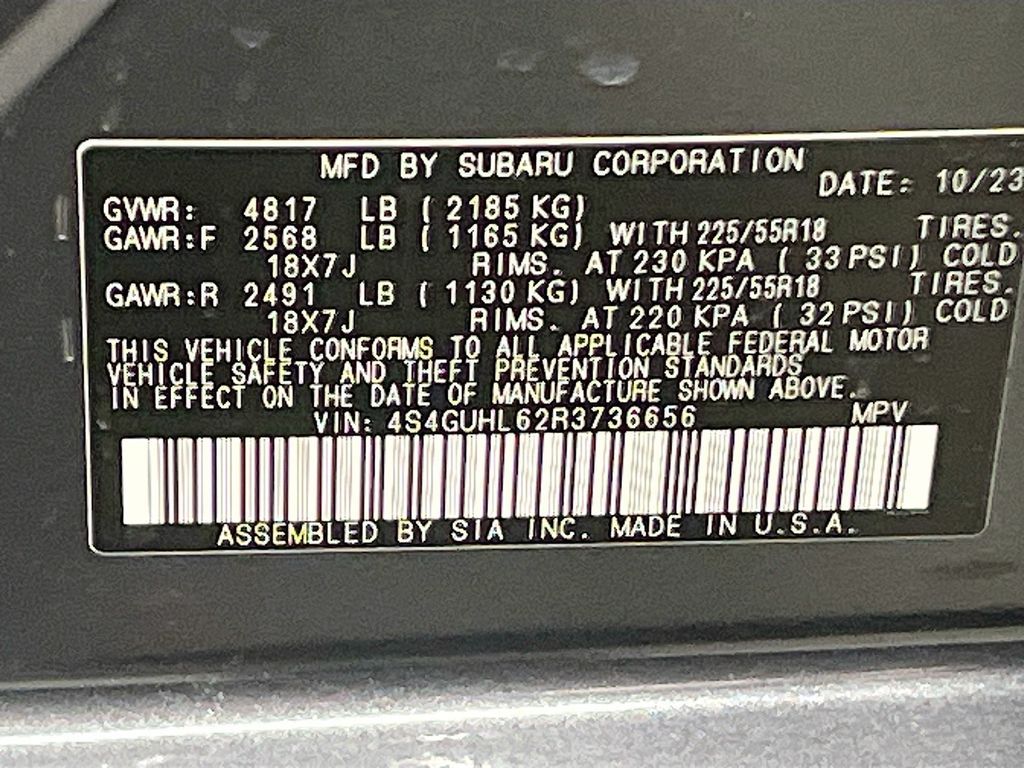 MFD BY SUBARU CORPORATION
DATE: 10/23
GVWR: 4817 LB ( 2185 KG)
GAWR:F 2568 LB ( 1165 KG) WITH 225/55R18 TIRES.
18X7J RIMS. AT 230 KPA ( 33 PSI) COLD
GAWR:R 2491 LB ( 1130 KG) WITH 225/55R18 TIRES.
18X7J RIMS. AT 220 KPA ( 32 PSI) COLD
THIS VEHICLE CONFORMS TO ALL APPLICABLE FEDERAL MOTOR
VEHICLE SAFETY AND THEFT PREVENTION STANDARDS
IN EFFECT ON THE DATE OF MANUFACTURE SHOWN ABOVE.
VIN: 4S4GUHL62R3736656 MPV
ASSEMBLED BY SIA INC. MADE IN U.S.A.